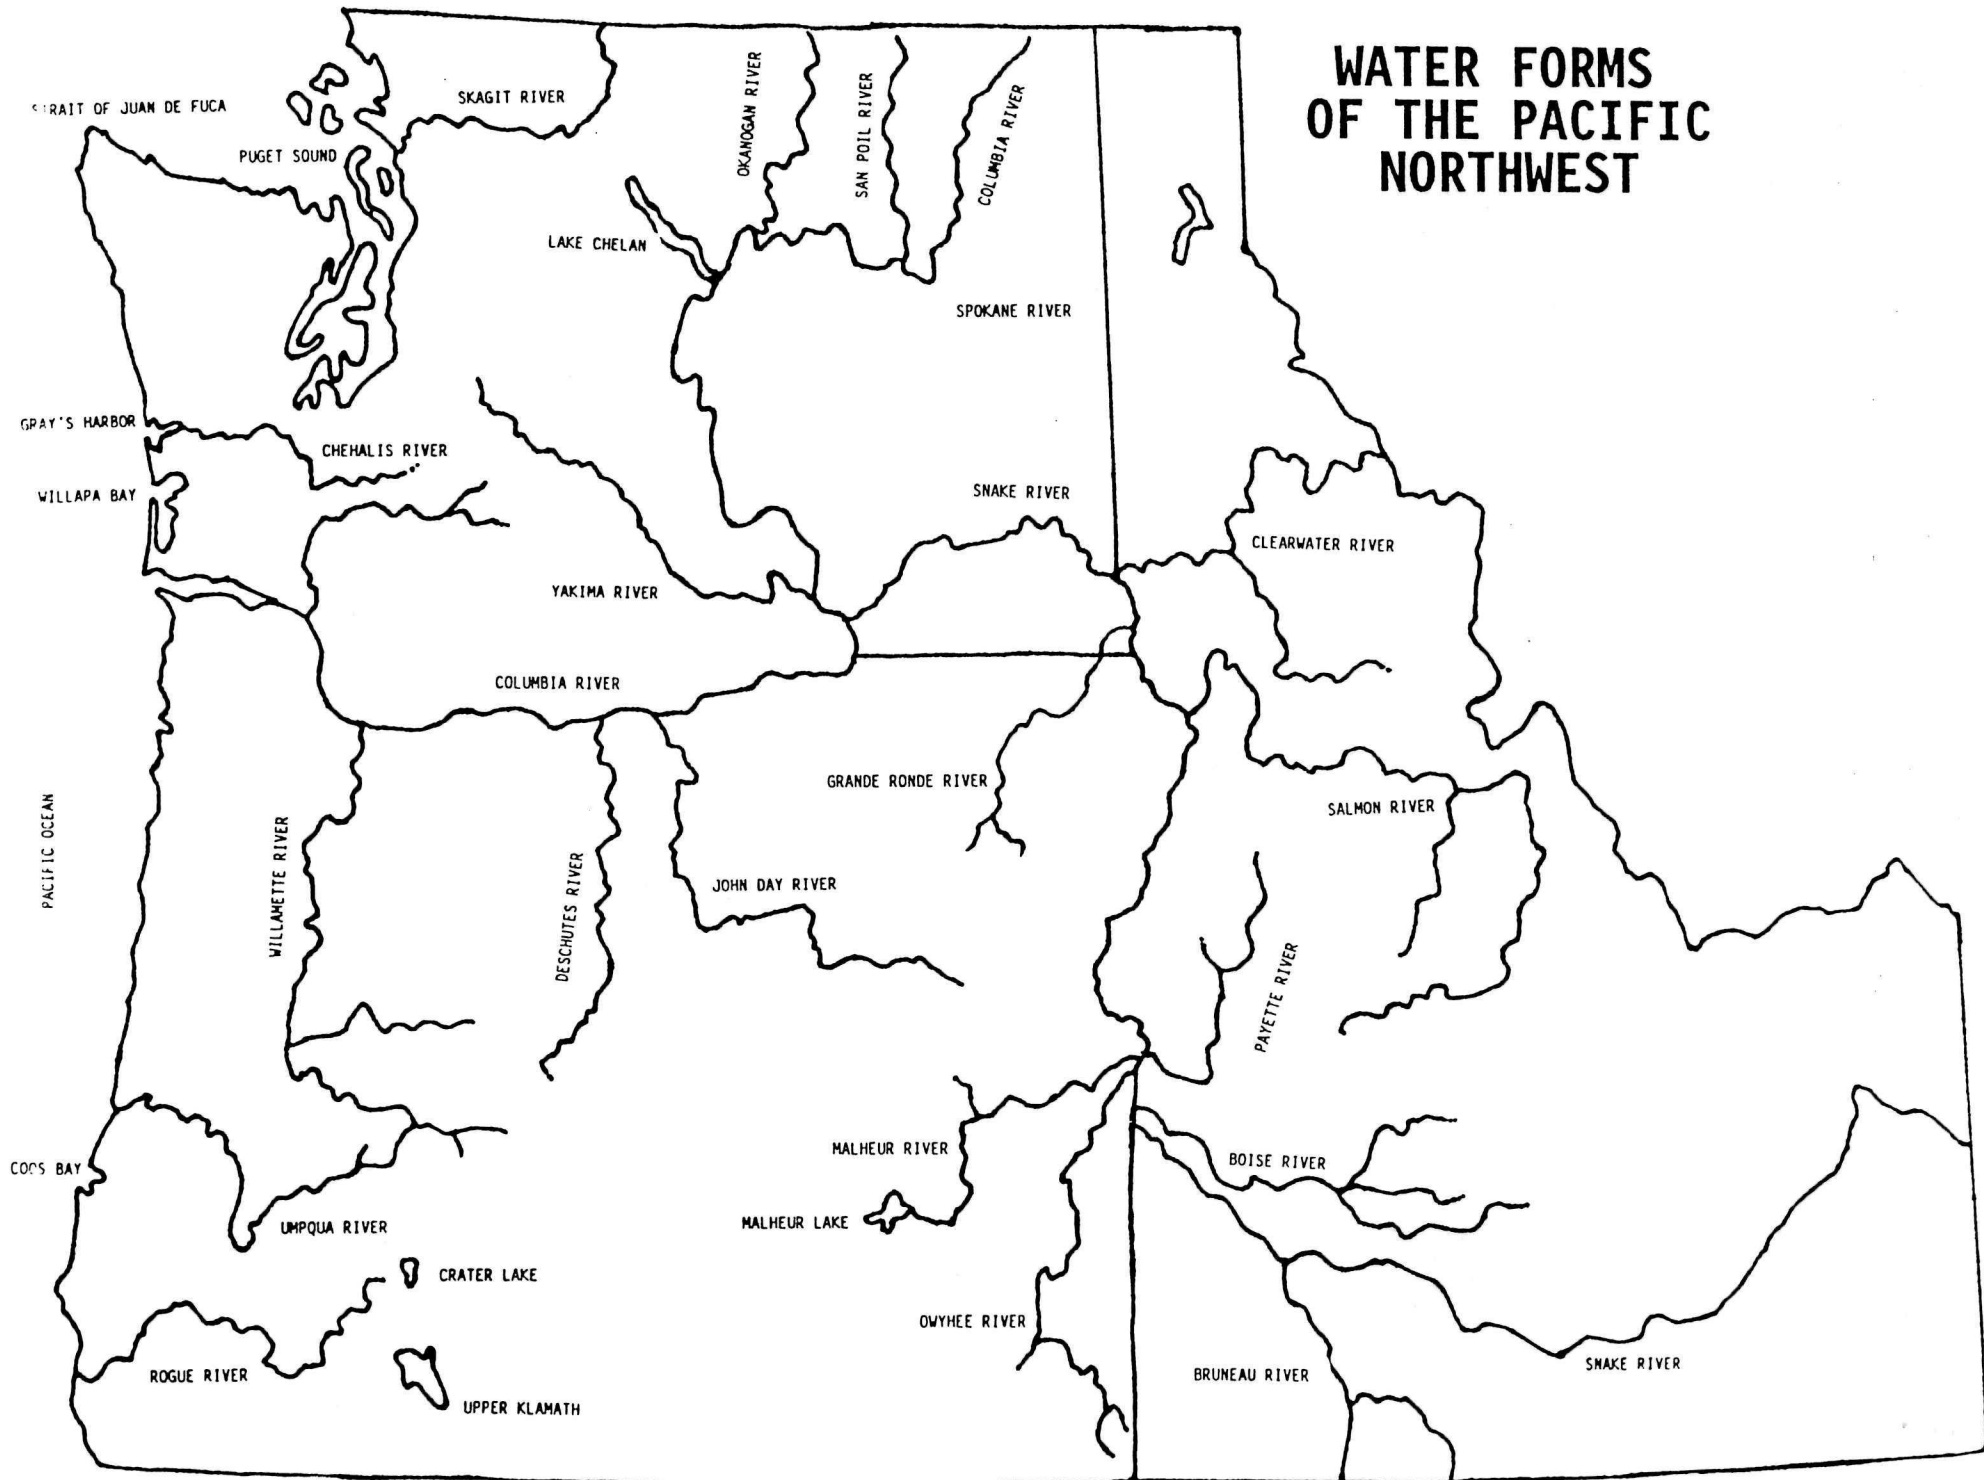 WATER FORMS
OF THE PACIFIC
NORTHWEST
STRAIT OF JUAN DE FUCA
SKAGIT RIVER
PUGET SOUND
OKANOGAN RIVER
SAN POIL RIVER
COLUMBIA RIVER
LAKE CHELAN
SPOKANE RIVER
GRAY'S HARBOR
CHEHALIS RIVER
WILLAPA BAY
SNAKE RIVER
CLEARWATER RIVER
YAKIMA RIVER
COLUMBIA RIVER
GRANDE RONDE RIVER
SALMON RIVER
PACIFIC OCEAN
WILLAMETTE RIVER
DESCHUTES RIVER
JOHN DAY RIVER
PAYETTE RIVER
MALHEUR RIVER
BOISE RIVER
COOS BAY
UMPQUA RIVER
MALHEUR LAKE
CRATER LAKE
OWYHEE RIVER
ROGUE RIVER
BRUNEAU RIVER
SNAKE RIVER
UPPER KLAMATH